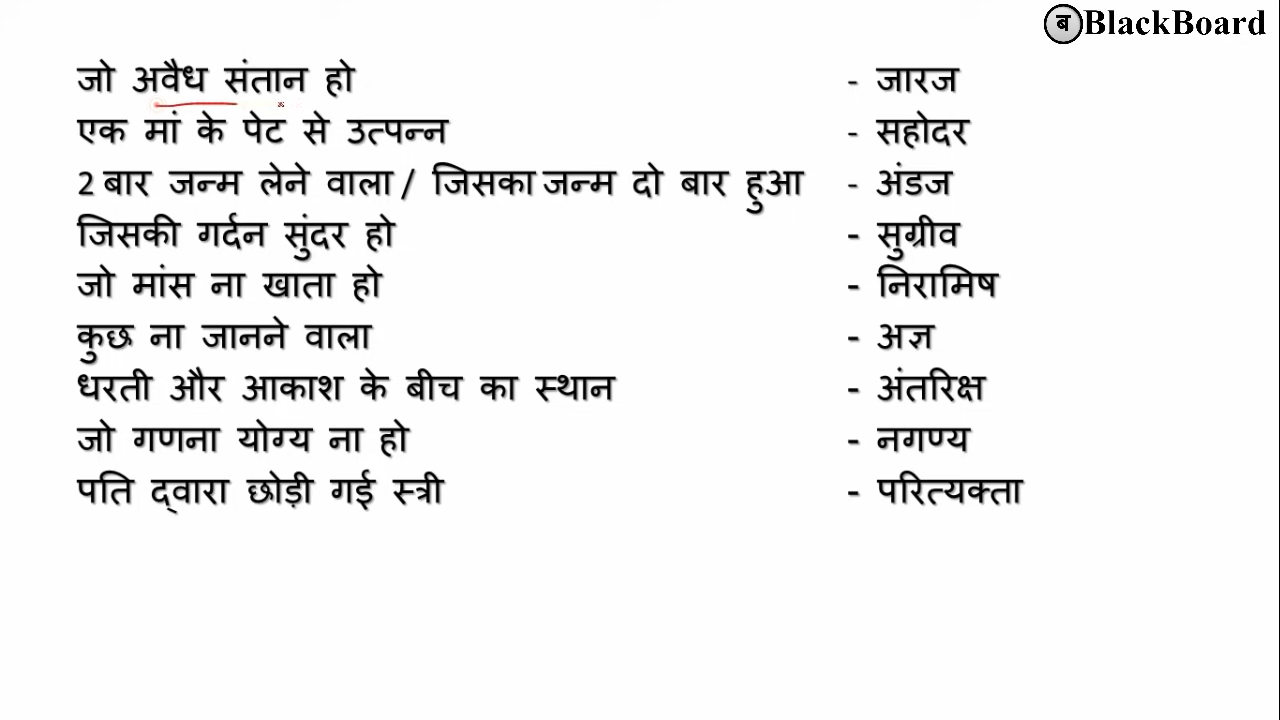 ब BlackBoard
जो अवैध संतान हो - जारज
एक मां के पेट से उत्पन्न - सहोदर
2 बार जन्म लेने वाला / जिसका जन्म दो बार हुआ - अंडज
जिसकी गर्दन सुंदर हो - सुग्रीव
जो मांस ना खाता हो - निरामिष
कुछ ना जानने वाला - अज्ञ
धरती और आकाश के बीच का स्थान - अंतरिक्ष
जो गणना योग्य ना हो - नगण्य
पति द्वारा छोड़ी गई स्त्री - परित्यक्ता